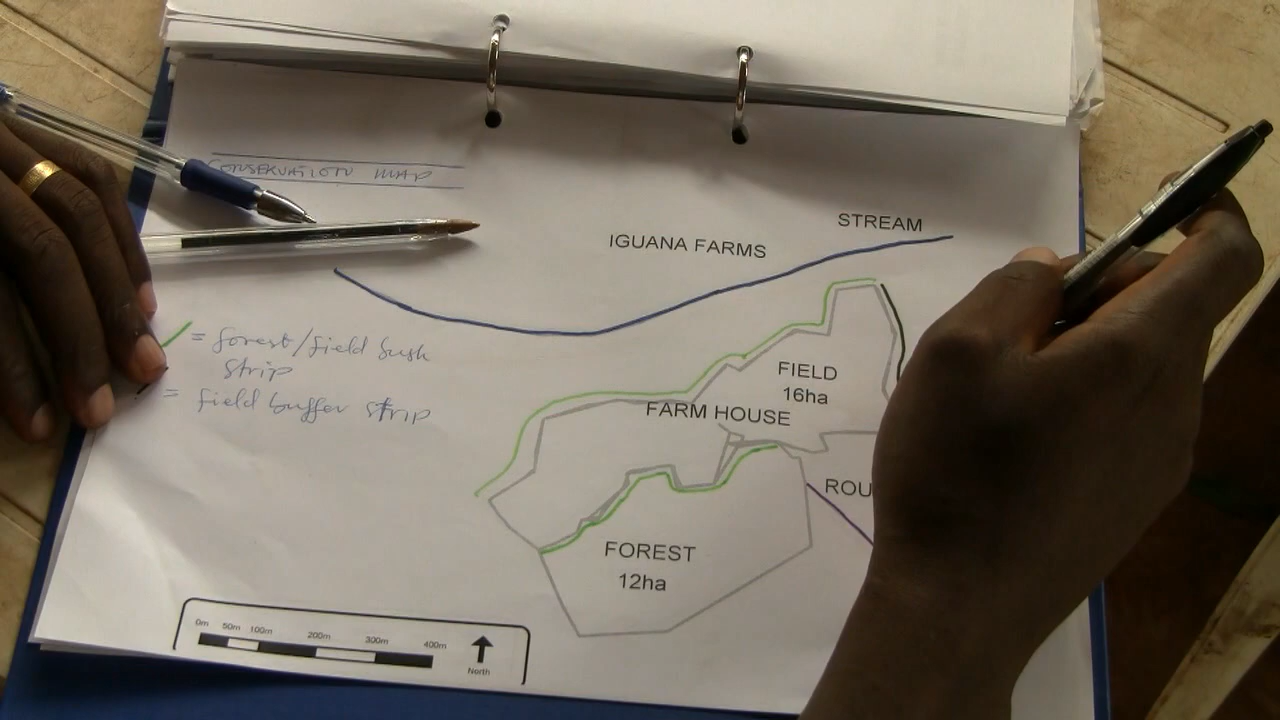 CONSERVATION MAP
STREAM
IGUANA FARMS
= forest/field bush
strip
= field buffer strip
FIELD
16ha
FARM HOUSE
ROU
FOREST
12ha
0m 50m 100m 200m 300m 400m
North